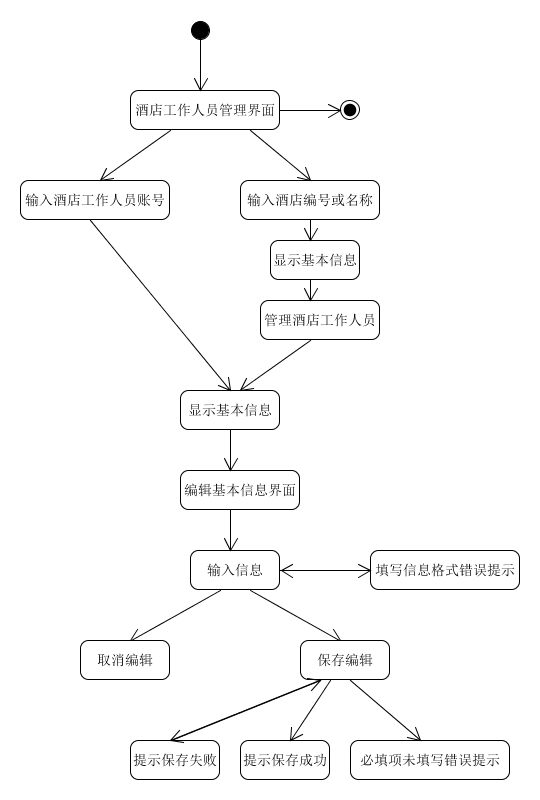 酒店工作人员管理界面
输入酒店工作人员账号
输入酒店编号或名称
显示基本信息
管理酒店工作人员
显示基本信息
编辑基本信息界面
输入信息
填写信息格式错误提示
取消编辑
保存编辑
提示保存失败
提示保存成功
必填项未填写错误提示